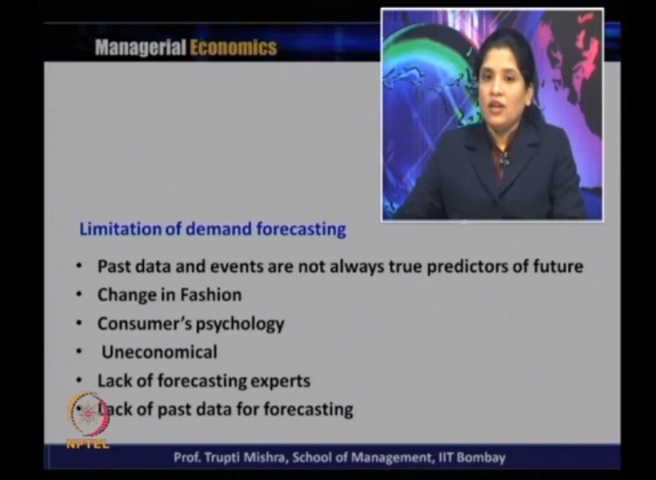 Managerial Economics
Limitation of demand forecasting
• Past data and events are not always true predictors of future
• Change in Fashion
• Consumer's psychology
• Uneconomical
• Lack of forecasting experts
• Lack of past data for forecasting
NPTEL
Prof. Trupti Mishra, School of Management, IIT Bombay